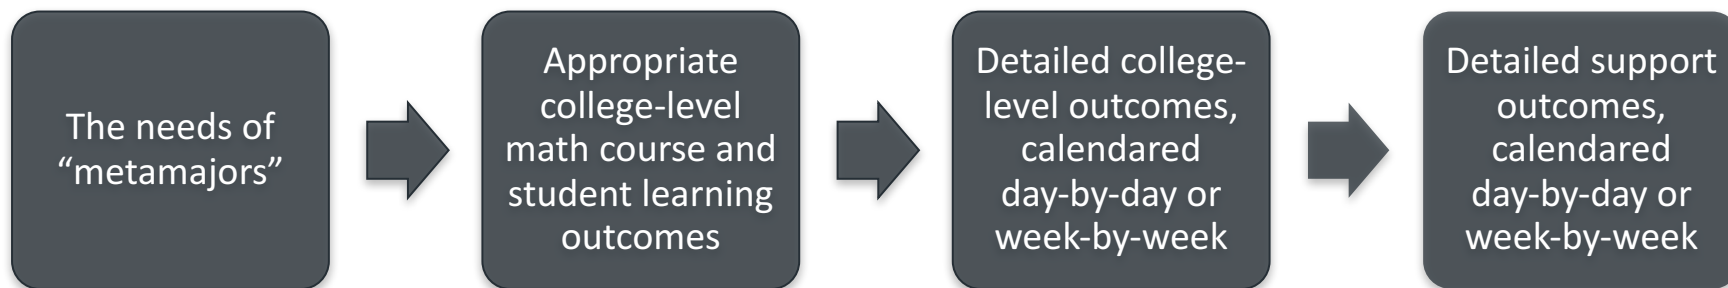 The needs of
“metamajors”
Appropriate
college-level
math course and
student learning
outcomes
Detailed college-
level outcomes,
calendared
day-by-day or
week-by-week
Detailed support
outcomes,
calendared
day-by-day or
week-by-week